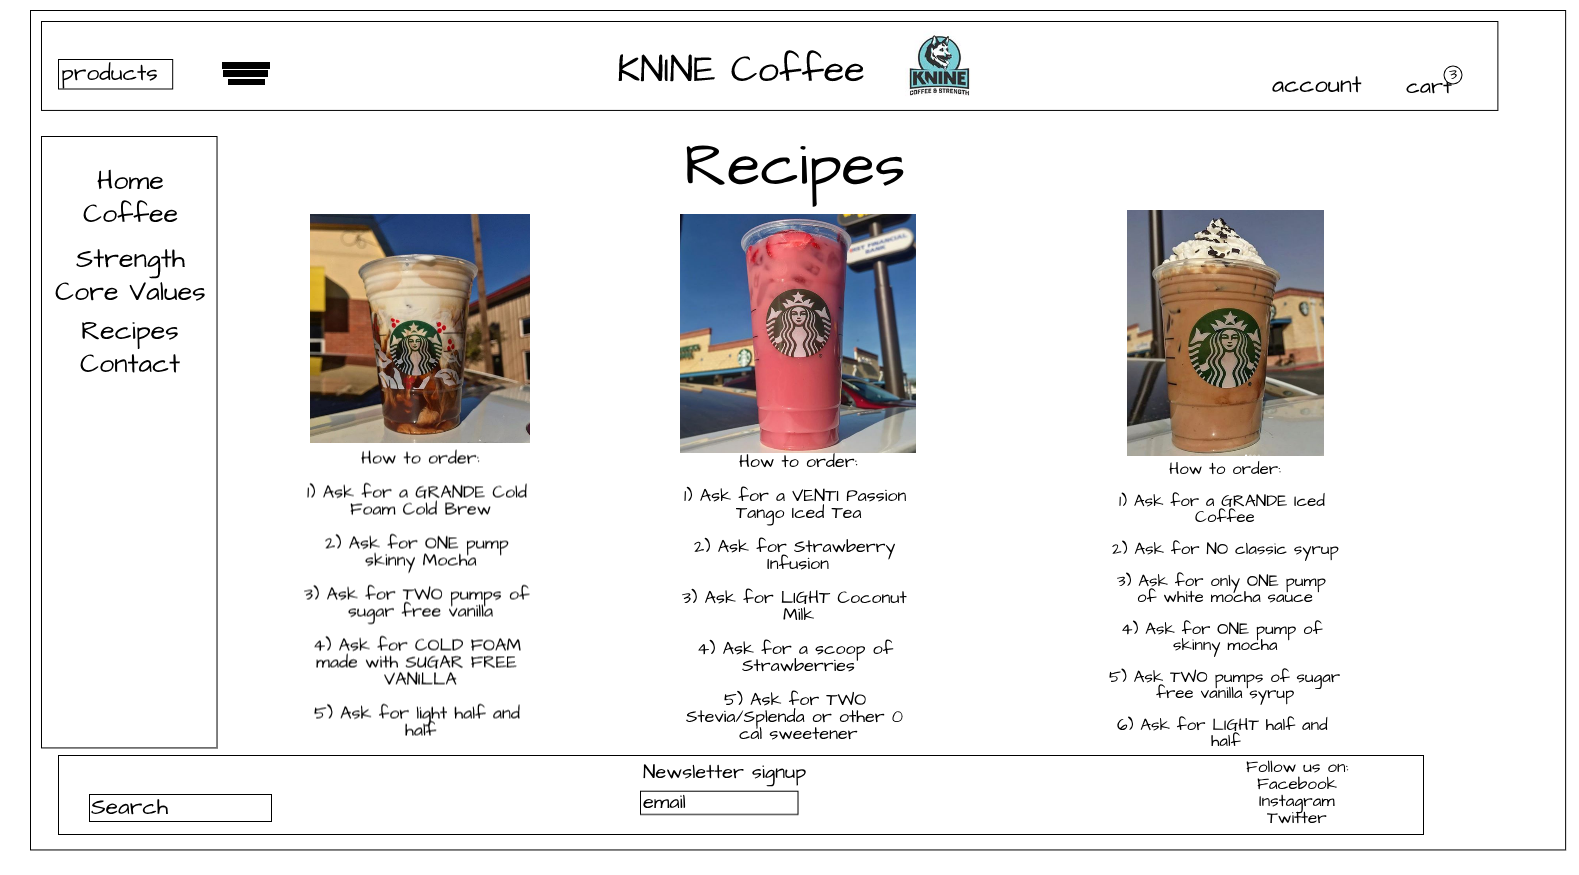 products
KNINE Coffee
KNINE
COFFEE & STRENGTH
account
cart
3
Home
Coffee
Strength
Core Values
Recipes
Contact
Recipes
How to order:
1) Ask for a GRANDE Cold
Foam Cold Brew
2) Ask for ONE pump
skinny Mocha
3) Ask for TWO pumps of
sugar free vanilla
4) Ask for COLD FOAM
made with SUGAR FREE
VANILLA
5) Ask for light half and
half
FINANCIAL
BANK
How to order:
1) Ask for a VENTI Passion
Tango Iced Tea
2) Ask for Strawberry
Infusion
3) Ask for LIGHT Coconut
Milk
4) Ask for a scoop of
Strawberries
5) Ask for TWO
Stevia/Splenda or other 0
cal sweetener
How to order:
1) Ask for a GRANDE Iced
Coffee
2) Ask for NO classic syrup
3) Ask for only ONE pump
of white mocha sauce
4) Ask for ONE pump of
skinny mocha
5) Ask TWO pumps of sugar
free vanilla syrup
6) Ask for LIGHT half and
half
Search
Newsletter signup
email
Follow us on:
Facebook
Instagram
Twitter